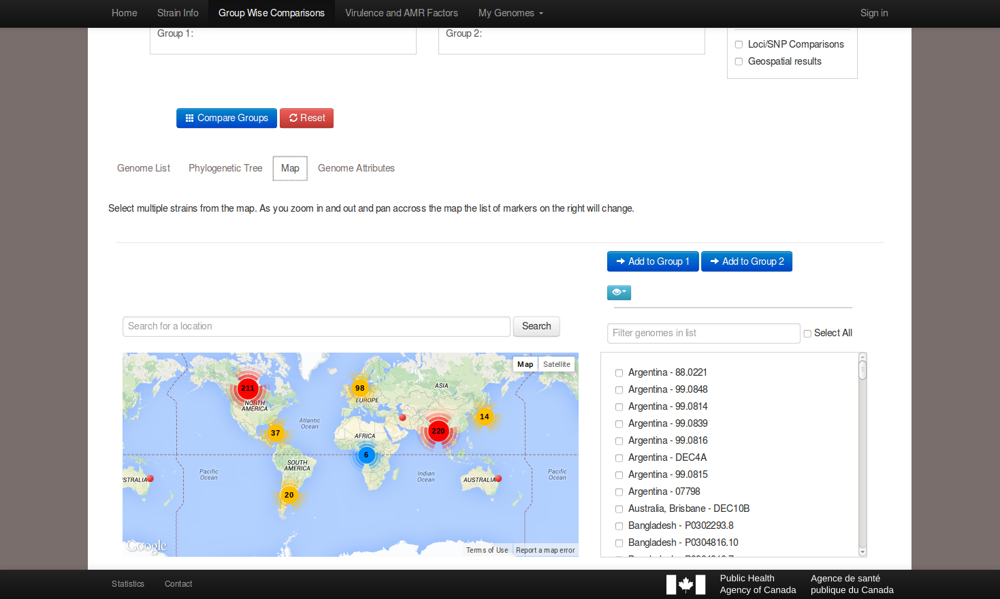 Home Strain Info Group Wise Comparisons Virulence and AMR Factors My Genomes Sign in
Group 1: Group 2:
Loci/SNP Comparisons
Geospatial results
Compare Groups Reset
Genome List Phylogenetic Tree Map Genome Attributes
Select multiple strains from the map. As you zoom in and out and pan accross the map the list of markers on the right will change.
Add to Group 1 Add to Group 2
Search for a location Search
Filter genomes in list Select All
Map Satellite
211
NORTH
AMERICA
98
EUROPE
ASIA
14
Atlantic
Ocean
37
AFRICA
220
6
SOUTH
AMERICA
Pacific
Ocean
Indian
Ocean
Pacific
Ocean
STRALIA
AUSTRALIA
20
Google
Terms of Use Report a map error
Argentina - 88.0221
Argentina - 99.0848
Argentina - 99.0814
Argentina - 99.0839
Argentina - 99.0816
Argentina - DEC4A
Argentina - 99.0815
Argentina - 07798
Australia, Brisbane - DEC10B
Bangladesh - P0302293.8
Bangladesh - P0304816.10
Statistics Contact
Public Health
Agency of Canada
Agence de santé
publique du Canada